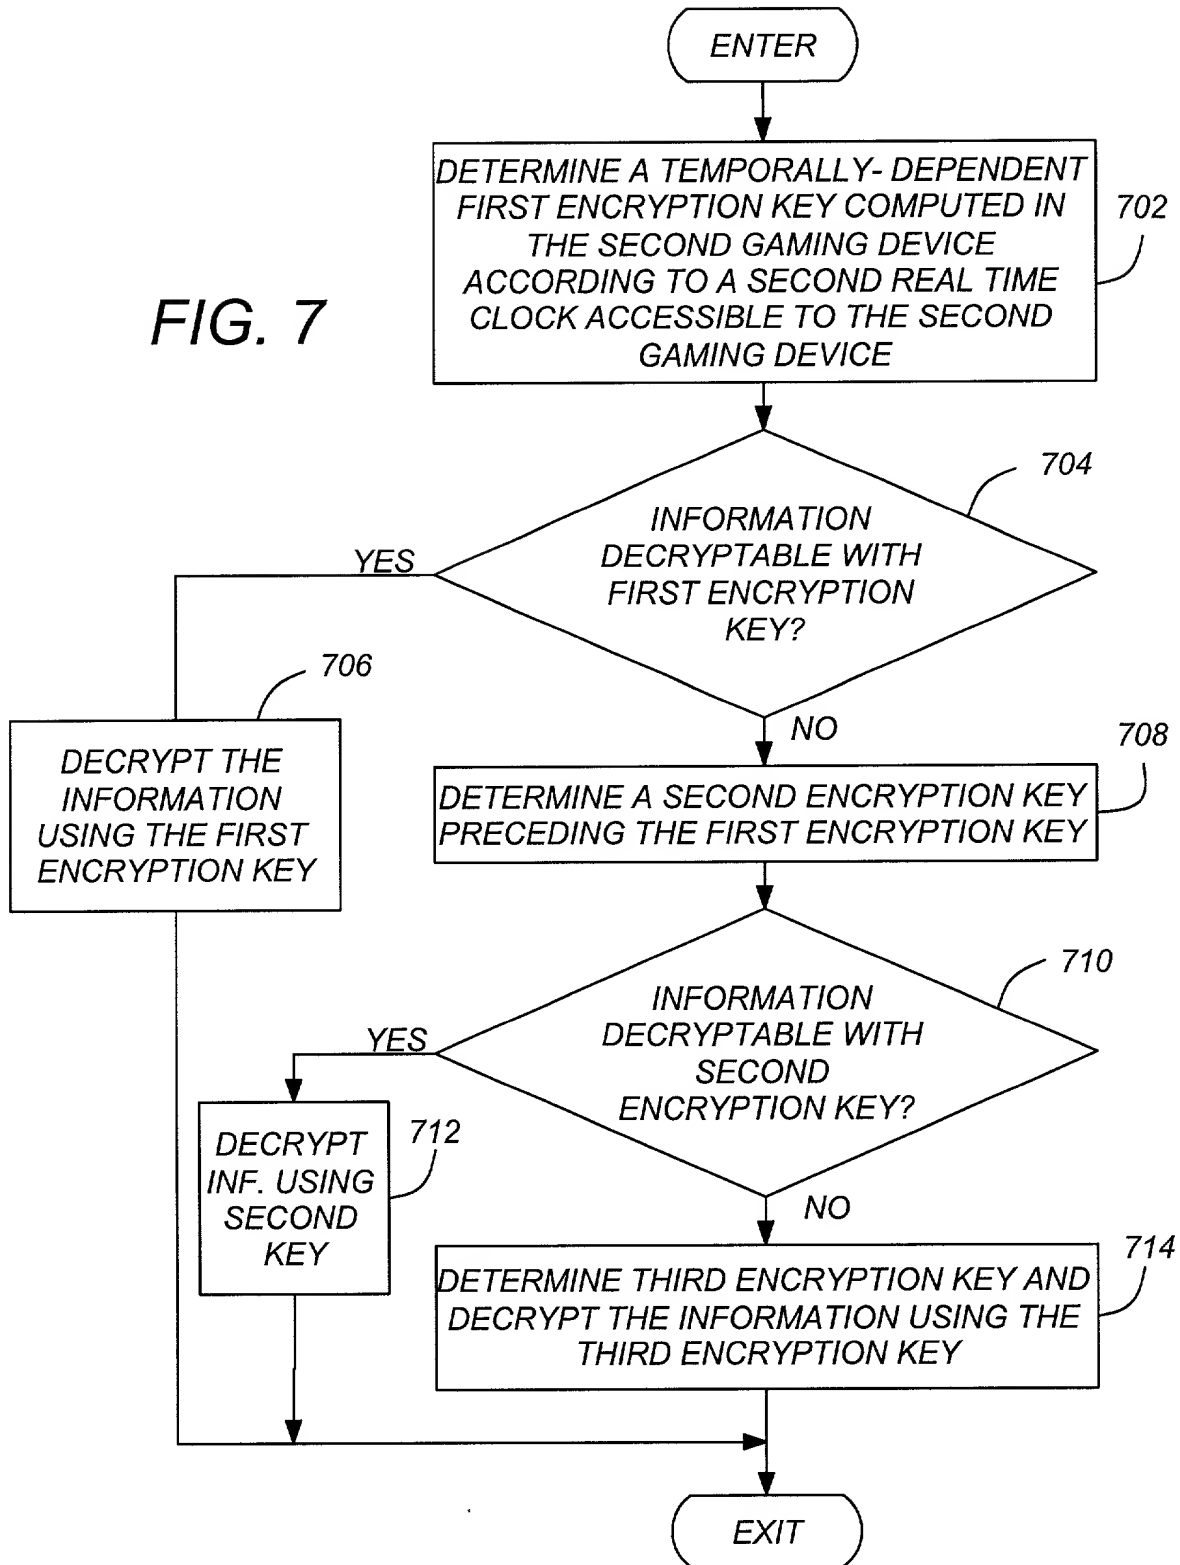 ENTER
DETERMINE A TEMPORALLY- DEPENDENT
FIRST ENCRYPTION KEY COMPUTED IN
THE SECOND GAMING DEVICE
ACCORDING TO A SECOND REAL TIME
CLOCK ACCESSIBLE TO THE SECOND
GAMING DEVICE
702
FIG. 7
704
INFORMATION
DECRYPTABLE WITH
FIRST ENCRYPTION
KEY?
YES
706
NO
DECRYPT THE
INFORMATION
USING THE FIRST
ENCRYPTION KEY
708
DETERMINE A SECOND ENCRYPTION KEY
PRECEDING THE FIRST ENCRYPTION KEY
710
INFORMATION
DECRYPTABLE WITH
SECOND
ENCRYPTION KEY?
YES
712
DECRYPT
INF. USING
SECOND
KEY
NO
714
DETERMINE THIRD ENCRYPTION KEY AND
DECRYPT THE INFORMATION USING THE
THIRD ENCRYPTION KEY
EXIT